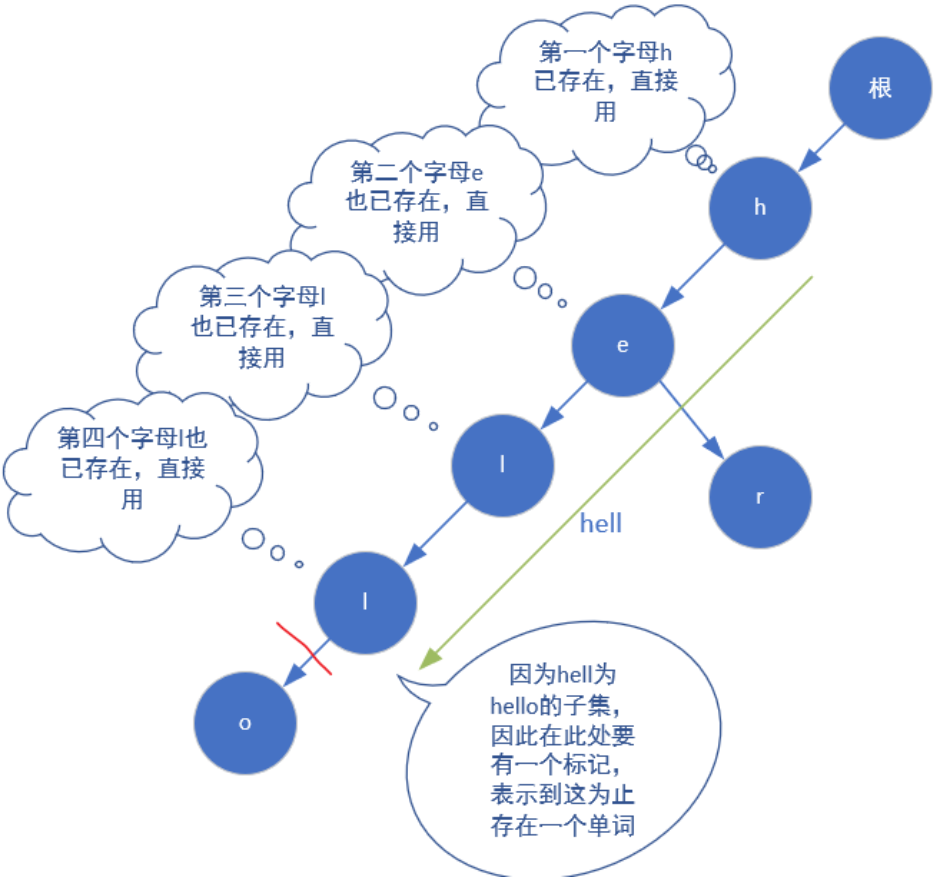 第一个字母h
已存在，直接
用
根
第二个字母e
也已存在，直
接用
h
第三个字母l
也已存在，直
接用
e
第四个字母l也
已存在，直接
用
l
r
hell
l
o
因为hell为
hello的子集，
因此在此处要
有一个标记，
表示到这为止
存在一个单词